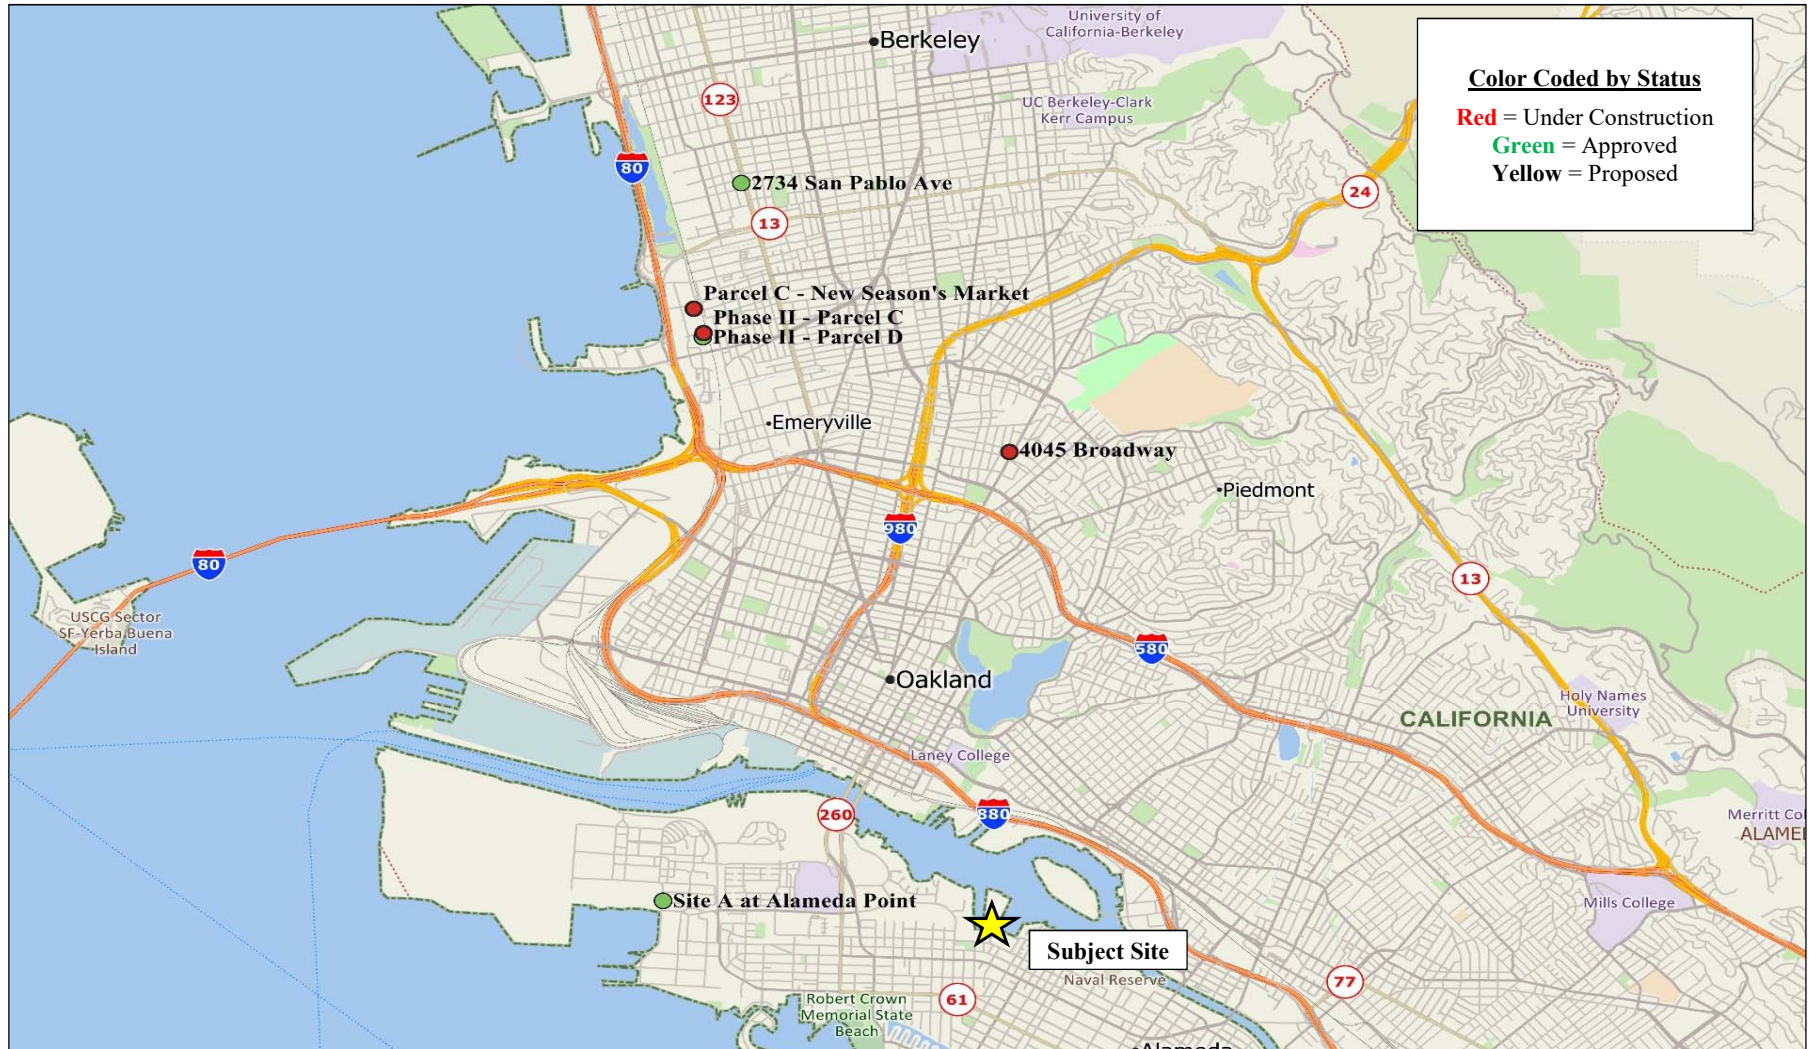 University of
California-Berkeley
Berkeley
Color Coded by Status
Red = Under Construction
Green = Approved
Yellow = Proposed
123
UC Berkeley-Clark
Kerr Campus
80
2734 San Pablo Ave
24
13
Parcel C - New Season's Market
Phase II - Parcel C
Phase II - Parcel D
Emeryville
4045 Broadway
Piedmont
980
80
13
USCG Sector
SF-Yerba Buena
Island
580
Oakland
Holy Names
University
CALIFORNIA
Laney College
260
880
Merritt Col
ALAME
Site A at Alameda Point
Mills College
Subject Site
Naval Reserve
77
61
Robert Crown
Memorial State
Beach
Alameda